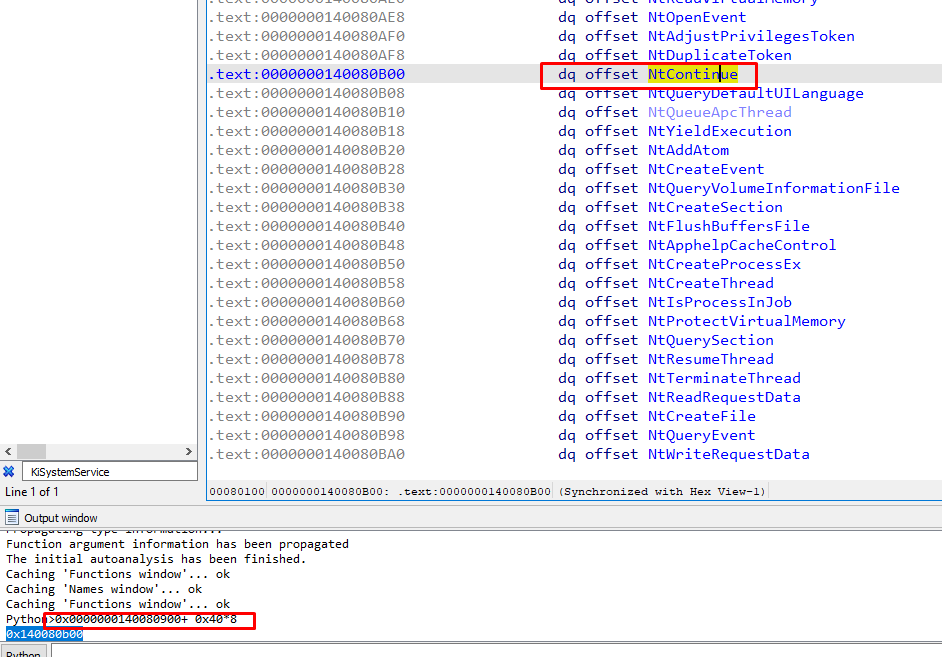 dq offset NtReadVirtualMemory
.text:0000000140080AE8 dq offset NtOpenEvent
.text:0000000140080AF0 dq offset NtAdjustPrivilegesToken
.text:0000000140080AF8 dq offset NtDuplicateToken
.text:0000000140080B00 dq offset NtContinue
.text:0000000140080B08 dq offset NtQueryDefaultUILanguage
.text:0000000140080B10 dq offset NtQueueApcThread
.text:0000000140080B18 dq offset NtYieldExecution
.text:0000000140080B20 dq offset NtAddAtom
.text:0000000140080B28 dq offset NtCreateEvent
.text:0000000140080B30 dq offset NtQueryVolumeInformationFile
.text:0000000140080B38 dq offset NtCreateSection
.text:0000000140080B40 dq offset NtFlushBuffersFile
.text:0000000140080B48 dq offset NtApphelpCacheControl
.text:0000000140080B50 dq offset NtCreateProcessEx
.text:0000000140080B58 dq offset NtCreateThread
.text:0000000140080B60 dq offset NtIsProcessInJob
.text:0000000140080B68 dq offset NtProtectVirtualMemory
.text:0000000140080B70 dq offset NtQuerySection
.text:0000000140080B78 dq offset NtResumeThread
.text:0000000140080B80 dq offset NtTerminateThread
.text:0000000140080B88 dq offset NtReadRequestData
.text:0000000140080B90 dq offset NtCreateFile
.text:0000000140080B98 dq offset NtQueryEvent
.text:0000000140080BA0 dq offset NtWriteRequestData
KiSystemService
Line 1 of 1
00080100 0000000140080B00: .text:0000000140080B00 (Synchronized with Hex View-1)
Output window
Propagating type information...
Function argument information has been propagated
The initial autoanalysis has been finished.
Caching 'Functions window'... ok
Caching 'Names window'... ok
Caching 'Functions window'... ok
Python>0x0000000140080900+ 0x40*8
0x140080b00
Python